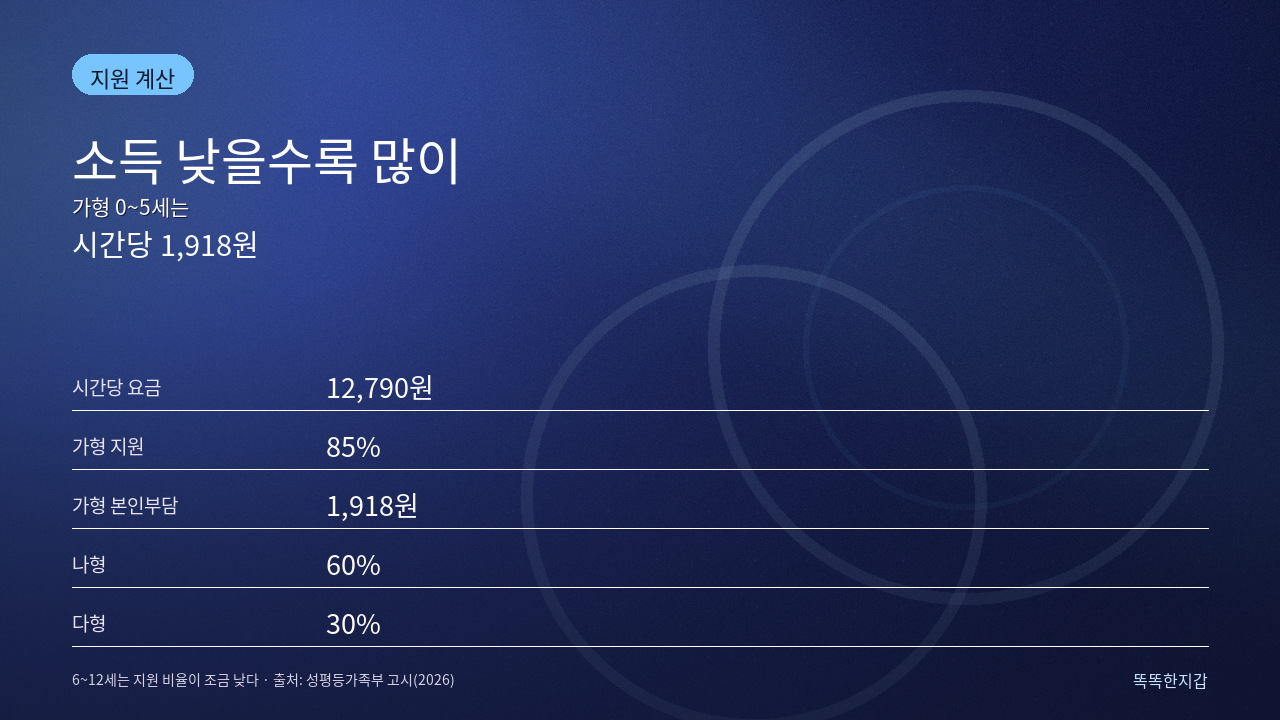 지원 계산
소득 낮을수록 많이
가형 0~5세는
시간당 1,918원
시간당 요금 12,790원
가형 지원 85%
가형 본인부담 1,918원
나형 60%
다형 30%
6~12세는 지원 비율이 조금 낮다 · 출처: 성평등가족부 고시(2026)
똑똑한지갑